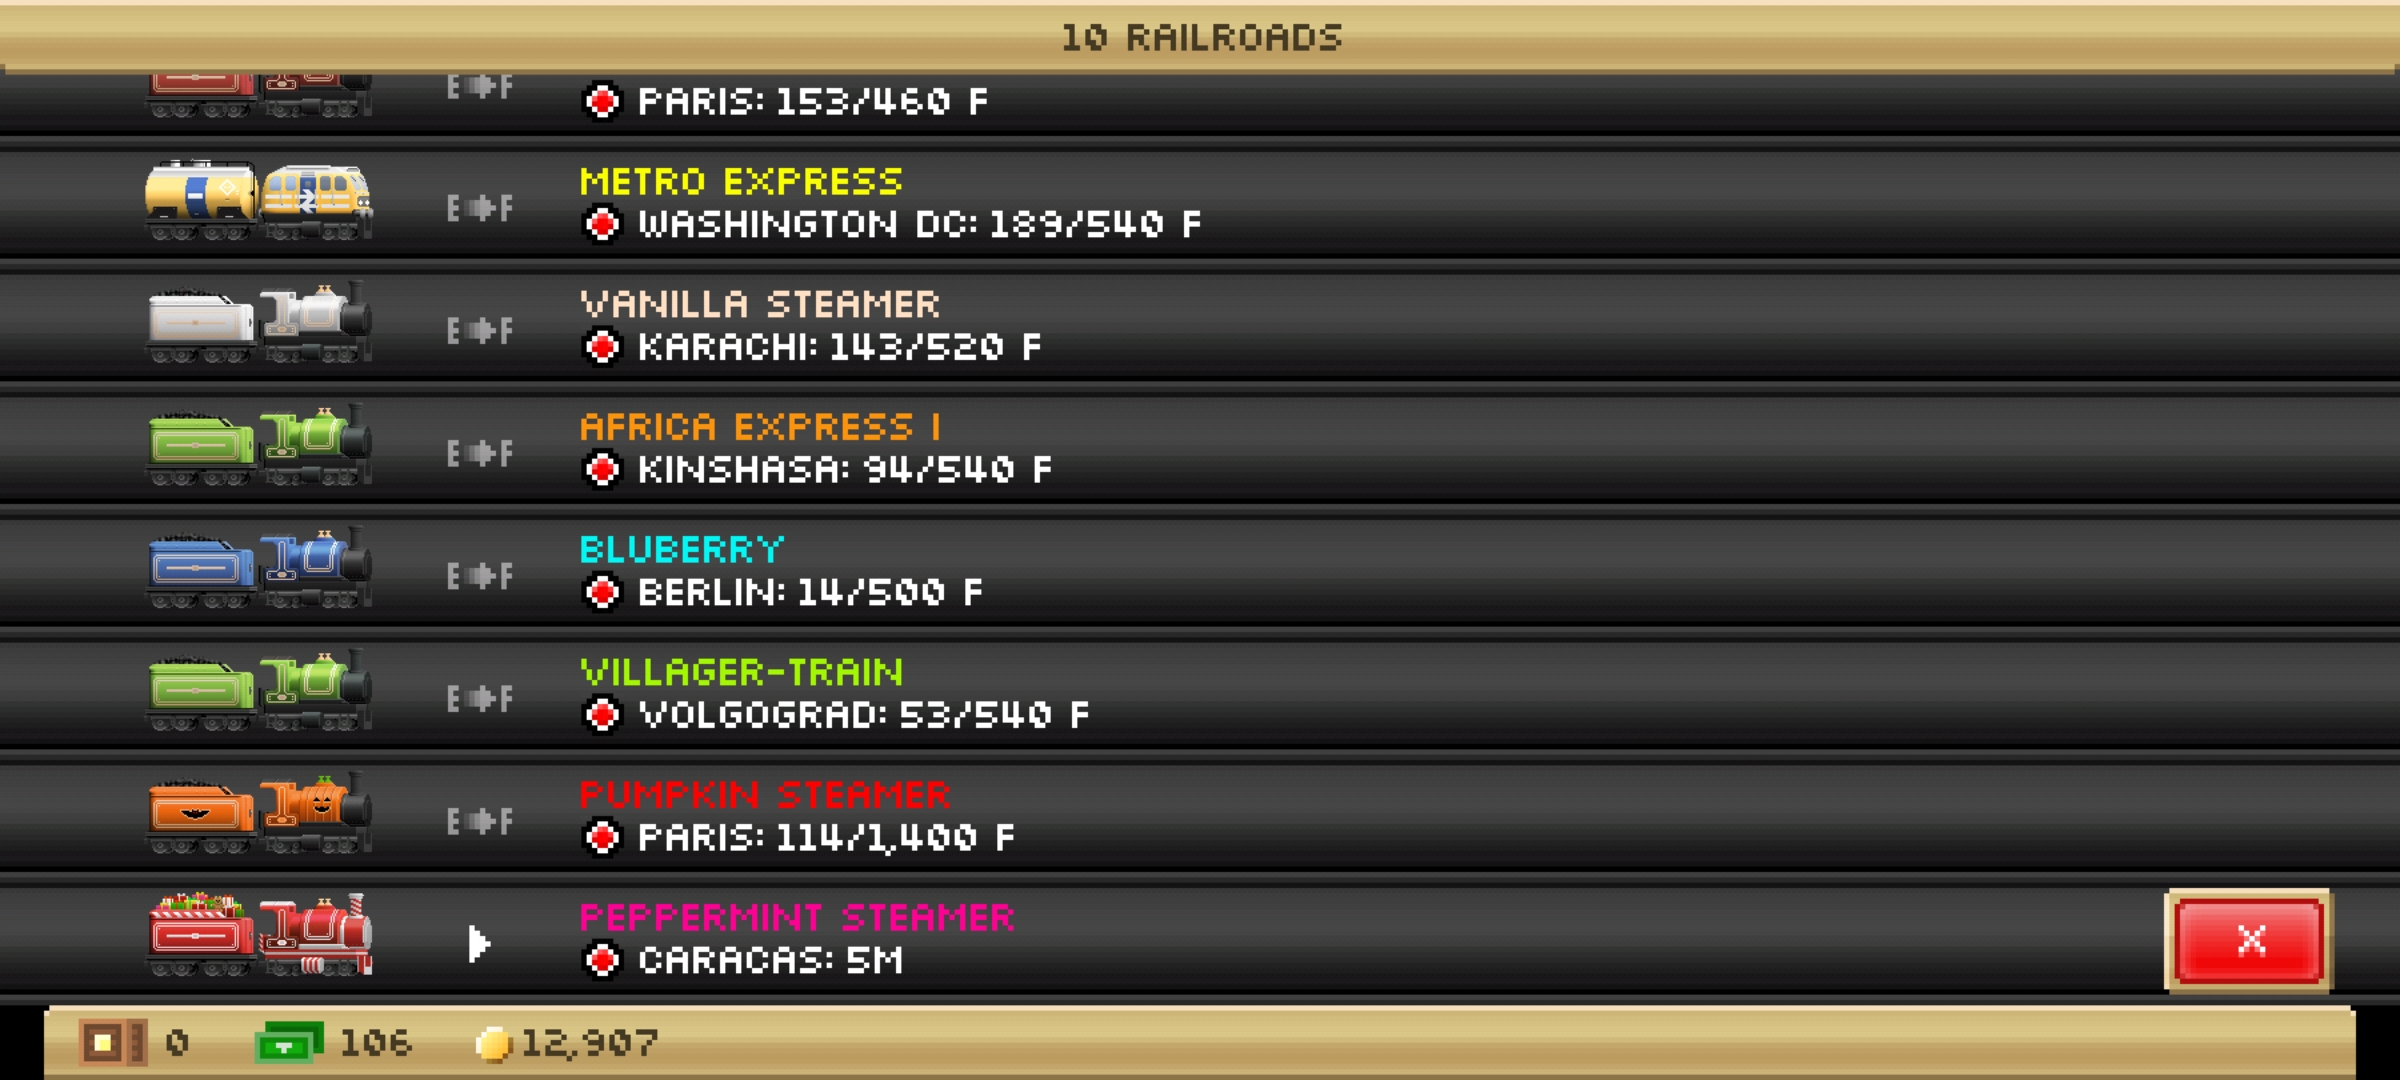 10 RAILROADS
E F
PARIS: 153/460 F
E F
METRO EXPRESS
WASHINGTON DC: 189/540 F
E F
VANILLA STEAMER
KARACHI: 143/520 F
E F
AFRICA EXPRESS I
KINSHASA: 94/540 F
E F
BLUBERRY
BERLIN: 14/500 F
E F
VILLAGER-TRAIN
VOLGOGRAD: 53/540 F
E F
PUMPKIN STEAMER
PARIS: 114/1,400 F
PEPPERMINT STEAMER
CARACAS: 5M
X
0 106 12,907